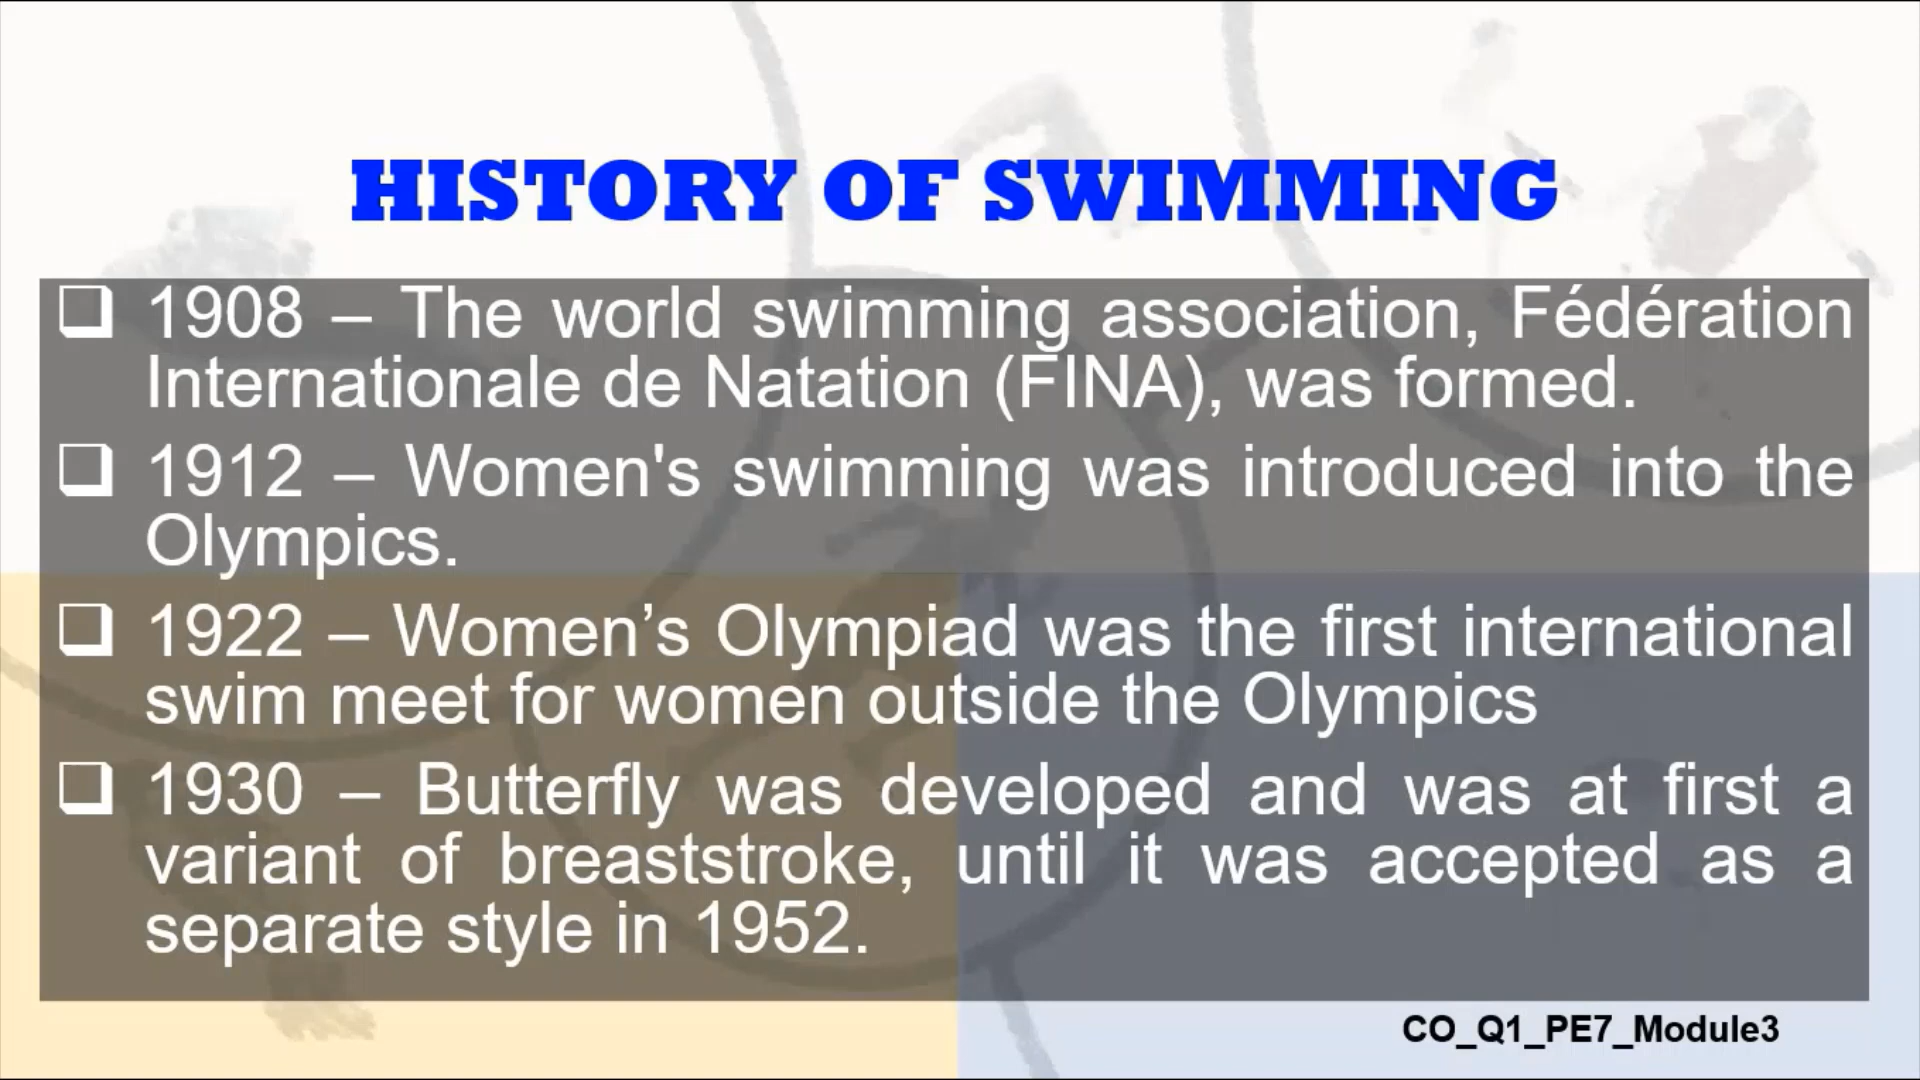 HISTORY OF SWIMMING
❑ 1908 – The world swimming association, Fédération
Internationale de Natation (FINA), was formed.
❑ 1912 – Women's swimming was introduced into the
Olympics.
❑ 1922 – Women’s Olympiad was the first international
swim meet for women outside the Olympics
❑ 1930 – Butterfly was developed and was at first a
variant of breaststroke, until it was accepted as a
separate style in 1952.
CO_Q1_PE7_Module3